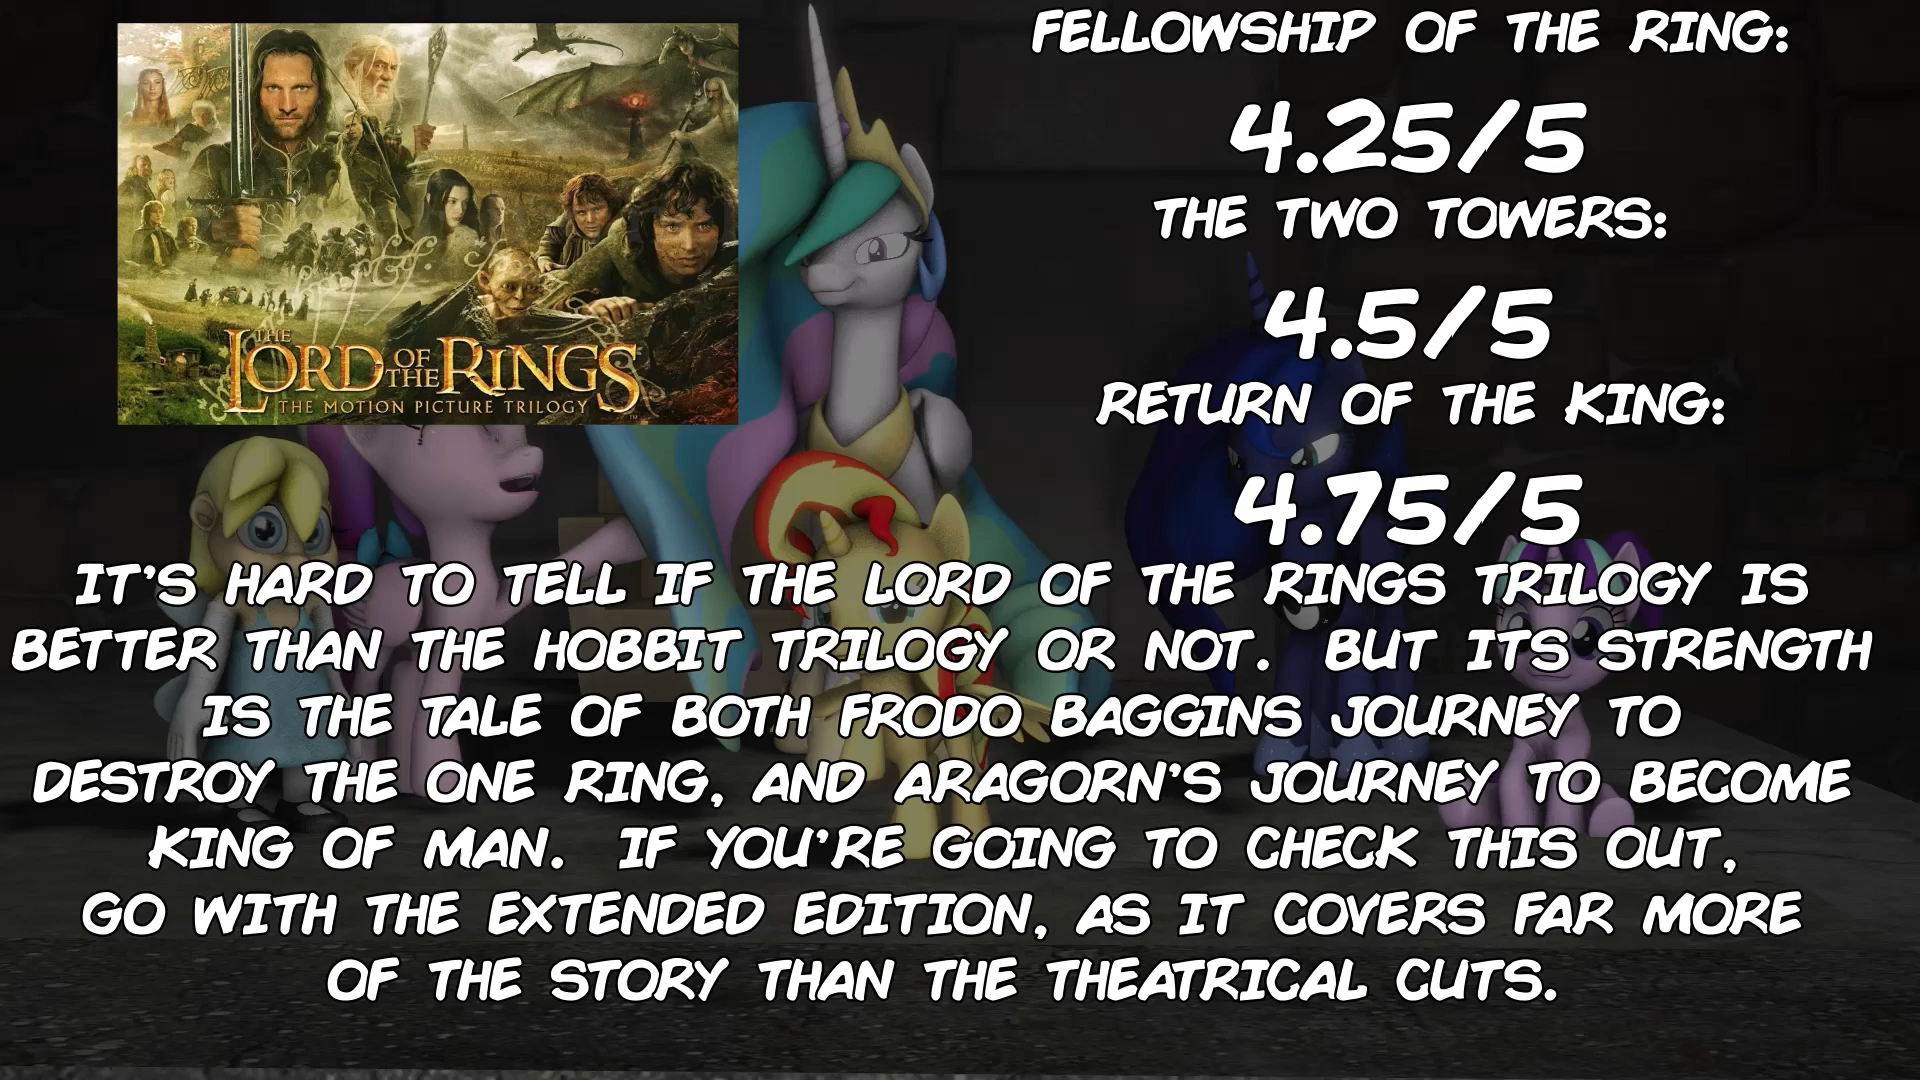 THE
LORD OF THE RINGS
THE MOTION PICTURE TRILOGY
FELLOWSHIP OF THE RING:
4.25/5
THE TWO TOWERS:
4.5/5
RETURN OF THE KING:
4.75/5
IT'S HARD TO TELL IF THE LORD OF THE RINGS TRILOGY IS
BETTER THAN THE HOBBIT TRILOGY OR NOT. BUT ITS STRENGTH
IS THE TALE OF BOTH FRODO BAGGINS JOURNEY TO
DESTROY THE ONE RING, AND ARAGORN'S JOURNEY TO BECOME
KING OF MAN. IF YOU'RE GOING TO CHECK THIS OUT,
GO WITH THE EXTENDED EDITION, AS IT COVERS FAR MORE
OF THE STORY THAN THE THEATRICAL CUTS.